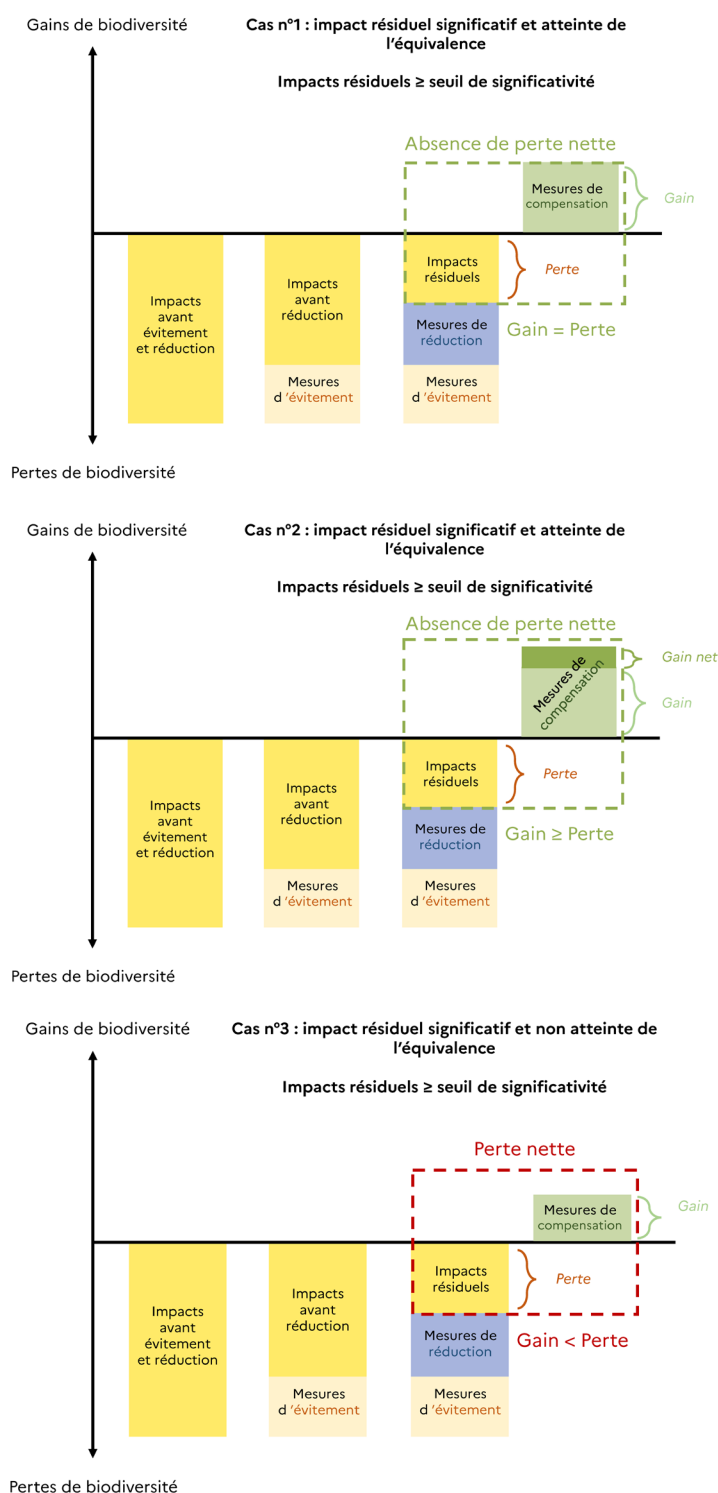 Gains de biodiversité
Cas n°1 : impact résiduel significatif et atteinte de
l'équivalence
Impacts résiduels ≥ seuil de significativité
Absence de perte nette
Mesures de
compensation
Gain
Impacts
résiduels
Perte
Impacts
avant
évitement
et réduction
Impacts
avant
réduction
Mesures de
réduction
Gain = Perte
Mesures
d 'évitement
Mesures
d 'évitement
Pertes de biodiversité
Gains de biodiversité
Cas n°2 : impact résiduel significatif et atteinte de
l'équivalence
Impacts résiduels ≥ seuil de significativité
Absence de perte nette
Gain net
Mesures de
compensation
Gain
Impacts
résiduels
Perte
Impacts
avant
évitement
et réduction
Impacts
avant
réduction
Mesures de
réduction
Gain ≥ Perte
Mesures
d 'évitement
Mesures
d 'évitement
Pertes de biodiversité
Gains de biodiversité
Cas n°3 : impact résiduel significatif et non atteinte de
l'équivalence
Impacts résiduels ≥ seuil de significativité
Perte nette
Mesures de
compensation
Gain
Impacts
résiduels
Perte
Impacts
avant
évitement
et réduction
Impacts
avant
réduction
Mesures de
réduction
Gain < Perte
Mesures
d 'évitement
Mesures
d 'évitement
Pertes de biodiversité